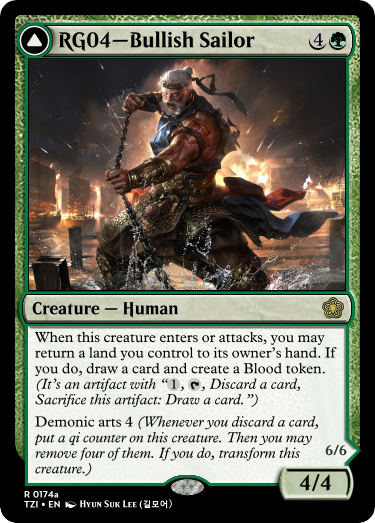 RG04—Bullish Sailor 4
Creature — Human
When this creature enters or attacks, you may
return a land you control to its owner's hand. If
you do, draw a card and create a Blood token.
(It's an artifact with “1, , Discard a card,
Sacrifice this artifact: Draw a card.”)
Demonic arts 4 (Whenever you discard a card,
put a qi counter on this creature. Then you may
remove four of them. If you do, transform this
creature.)
6/6
4/4
R 0174a
TZI • EN Hyun Suk Lee (길모어)